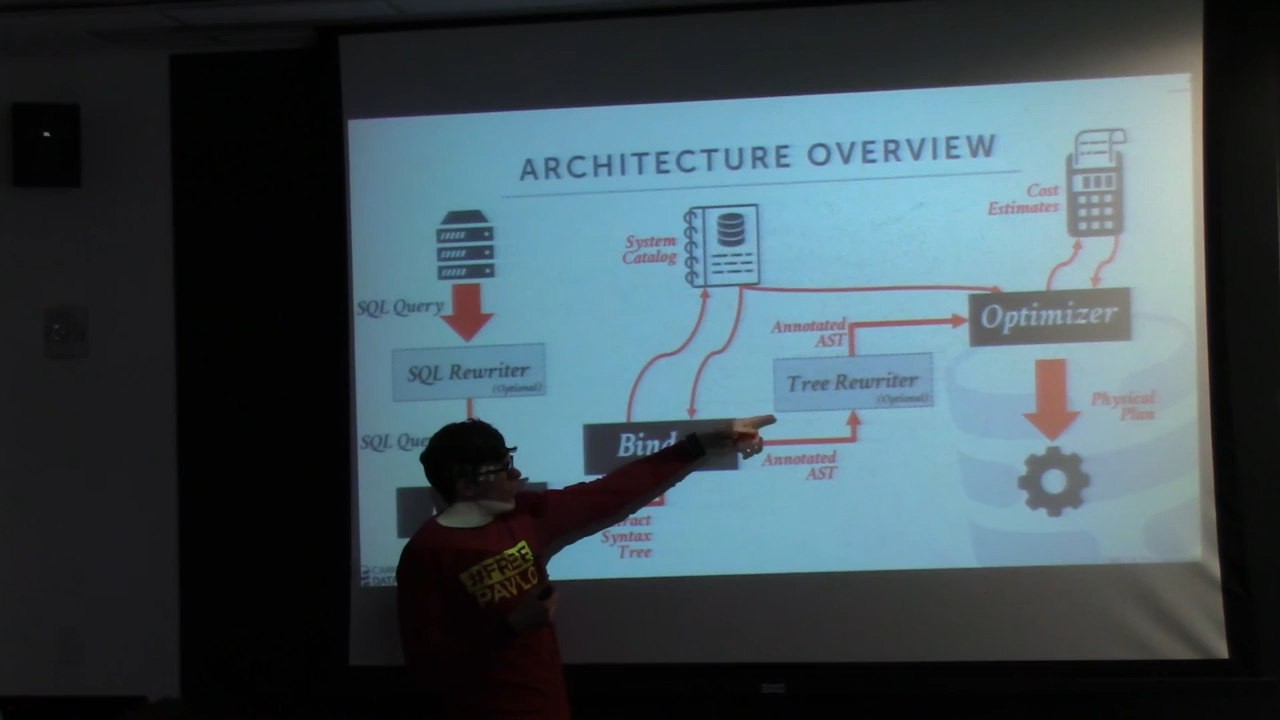 ARCHITECTURE OVERVIEW
Cost
Estimates
System
Catalog
SQL Query
Optimizer
Annotated
AST
SQL Rewriter
(Optional)
Tree Rewriter
(Optional)
Physical
Plan
SQL
Annotated
AST
Syntax
Tree
#FREE
PAVLO